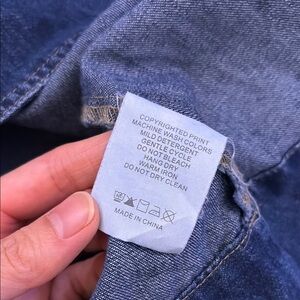 COPYRIGHTED PRINT
MACHINE WASH COLORS
MILD DETERGENT
GENTLE CYCLE
DO NOT BLEACH
HANG DRY
WARM IRON
DO NOT DRY CLEAN
MADE IN CHINA